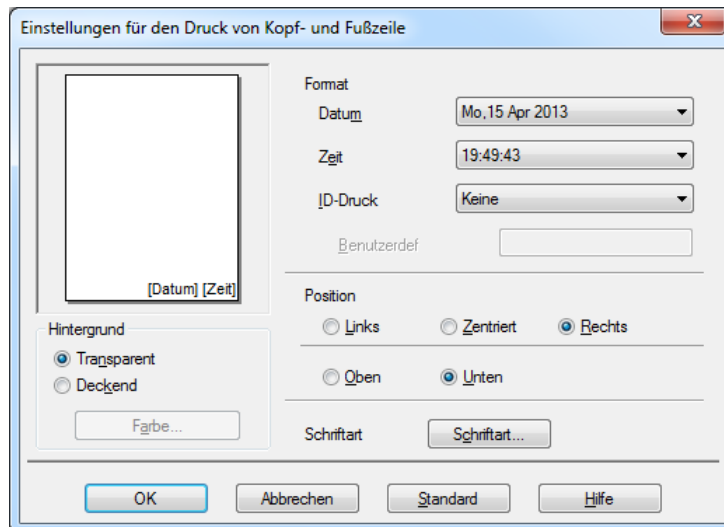 Einstellungen für den Druck von Kopf- und Fußzeile
[Datum] [Zeit]
Hintergrund
Transparent
Deckend
Farbe...
Format
Datum Mo,15 Apr 2013
Zeit 19:49:43
ID-Druck Keine
Benutzerdef
Position
Links Zentriert Rechts
Oben Unten
Schriftart Schriftart...
OK Abbrechen Standard Hilfe